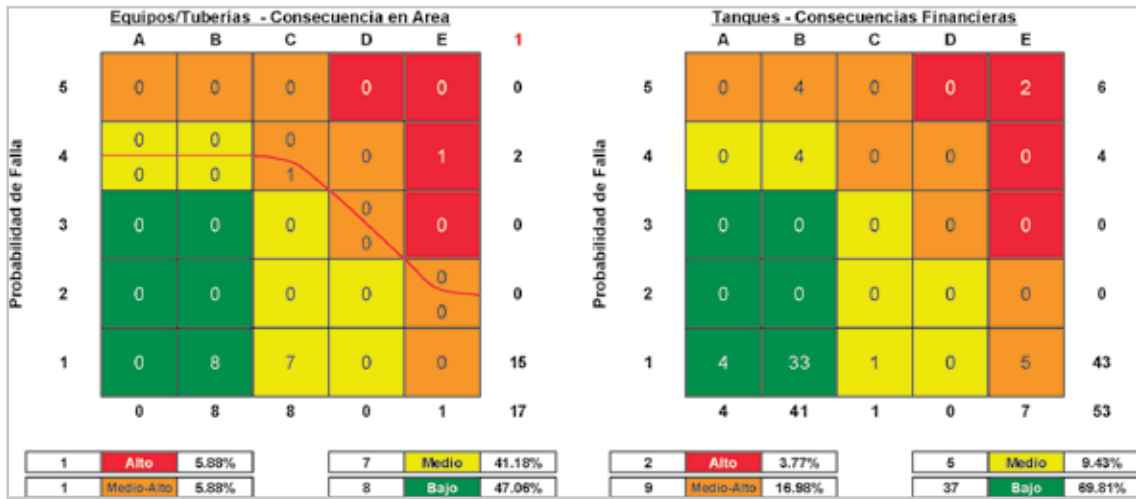 Equipos/Tuberías - Consecuencia en Area
A B C D E 1
5 0 0 0 0 0 0
0 0 0
4 0 1 2
0 0 1
0
3 0 0 0 0 0
0
0
2 0 0 0 0 0
0
1 0 8 7 0 0 15
0 8 8 0 1 17
Probabilidad de Falla
1 Alto 5.88% 7 Medio 41.18%
1 Medio-Alto 5.88% 8 Bajo 47.06%
Tanques - Consecuencias Financieras
A B C D E
5 0 4 0 0 2 6
4 0 4 0 0 0 4
3 0 0 0 0 0 0
2 0 0 0 0 0 0
1 4 33 1 0 5 43
4 41 1 0 7 53
Probabilidad de Falla
2 Alto 3.77% 5 Medio 9.43%
9 Medio-Alto 16.98% 37 Bajo 69.81%